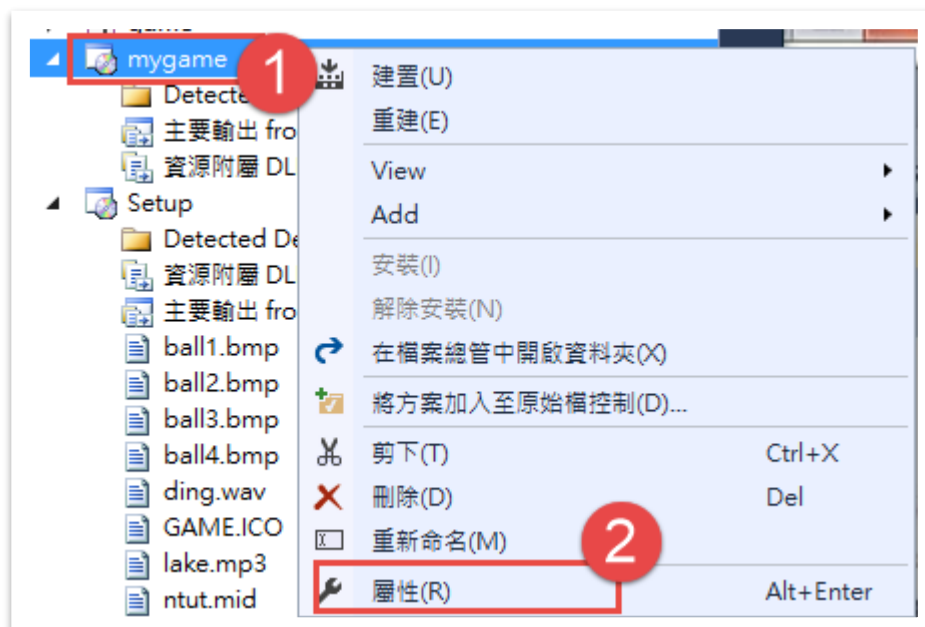 game
mygame
1
Detecte
主要輸出 fro
資源附屬 DL
Setup
Detected De
資源附屬 DL
主要輸出 fro
ball1.bmp
ball2.bmp
ball3.bmp
ball4.bmp
ding.wav
GAME.ICO
lake.mp3
ntut.mid
建置(U)
重建(E)
View
Add
安裝(I)
解除安裝(N)
在檔案總管中開啟資料夾(X)
將方案加入至原始檔控制(D)...
剪下(T) Ctrl+X
刪除(D) Del
重新命名(M)
2
屬性(R) Alt+Enter